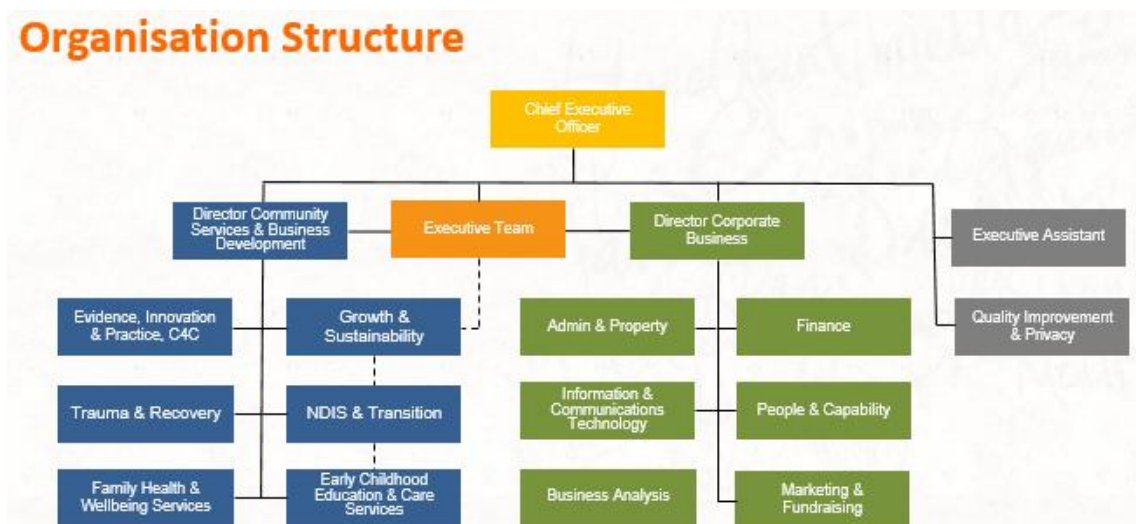 Organisation Structure
Chief Executive
Officer
Director Community
Services & Business
Development
Executive Team
Director Corporate
Business
Executive Assistant
Evidence, Innovation
& Practice, C4C
Growth &
Sustainability
Admin & Property
Finance
Quality Improvement
& Privacy
Trauma & Recovery
NDIS & Transition
Information &
Communications
Technology
People & Capability
Family Health &
Wellbeing Services
Early Childhood
Education & Care
Services
Business Analysis
Marketing &
Fundraising